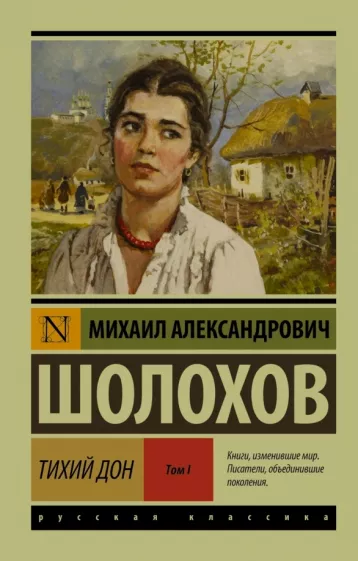 N
МИХАИЛ АЛЕКСАНДРОВИЧ
ШОЛОХОВ
ТИХИЙ ДОН
Том I
Книги, изменившие мир.
Писатели, объединившие
поколения.
русская классика